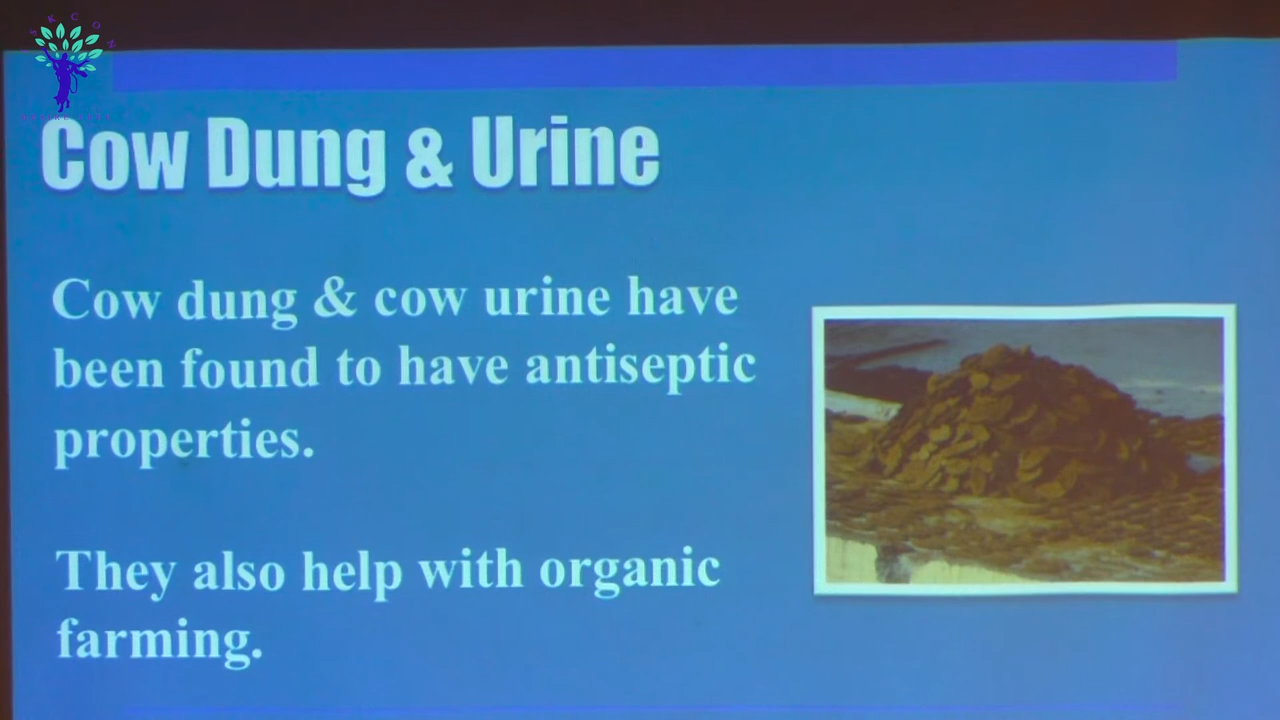 ISKCON
Cow Dung & Urine
Cow dung & cow urine have
been found to have antiseptic
properties.
They also help with organic
farming.